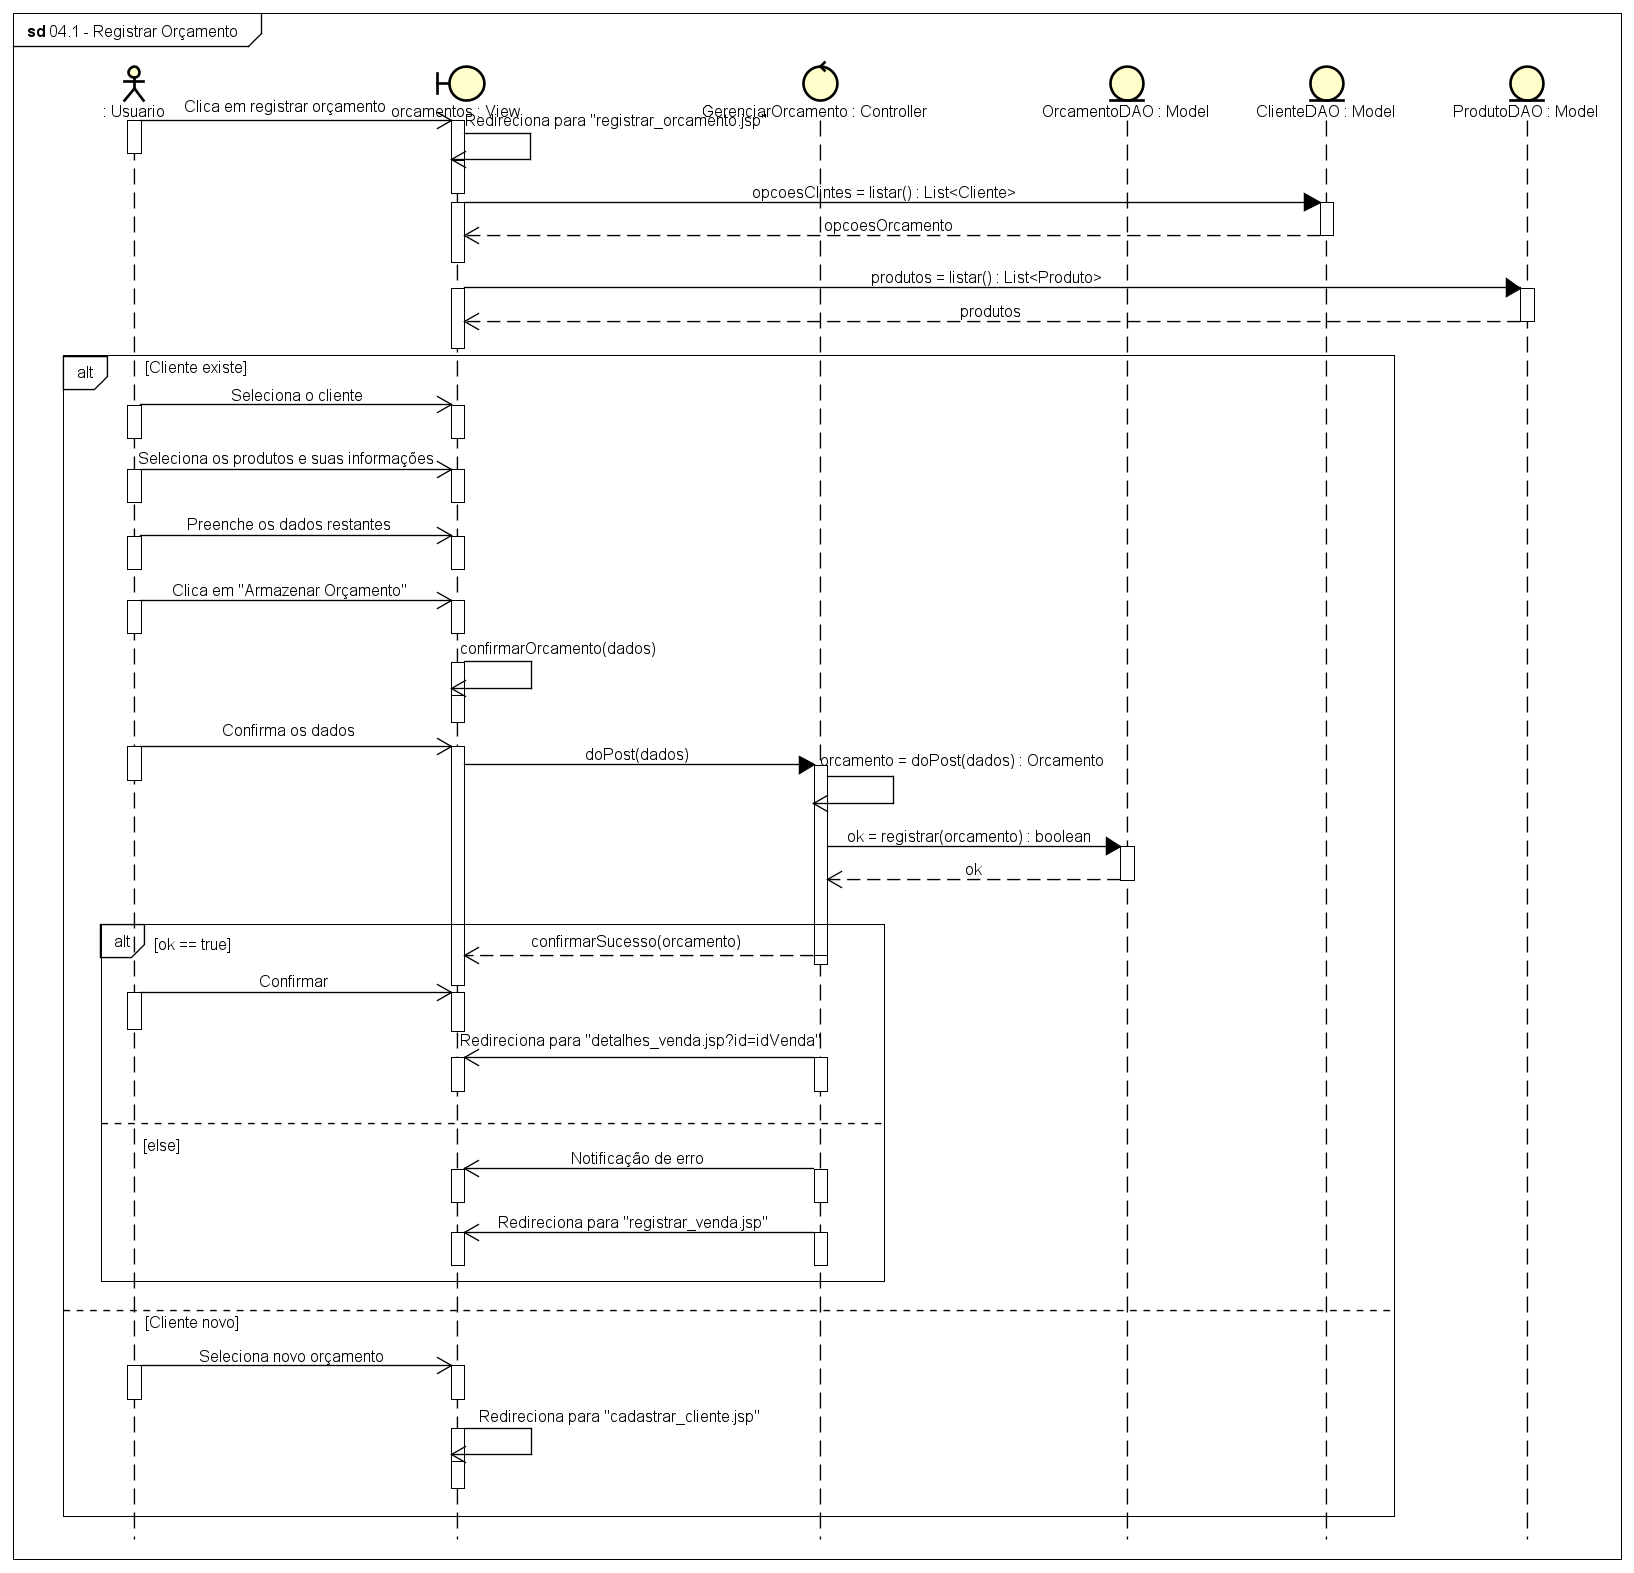 sd 04.1 - Registrar Orçamento
: Usuario
orcamentos : View
GerenciarOrcamento : Controller
OrcamentoDAO : Model
ClienteDAO : Model
ProdutoDAO : Model
Clica em registrar orçamento
Redireciona para "registrar_orcamento.jsp"
opcoesClintes = listar() : List<Cliente>
opcoesOrcamento
produtos = listar() : List<Produto>
produtos
alt
[Cliente existe]
Seleciona o cliente
Seleciona os produtos e suas informações
Preenche os dados restantes
Clica em "Armazenar Orçamento"
confirmarOrcamento(dados)
Confirma os dados
doPost(dados)
orcamento = doPost(dados) : Orcamento
ok = registrar(orcamento) : boolean
ok
alt
[ok == true]
confirmarSucesso(orcamento)
Confirmar
Redireciona para "detalhes_venda.jsp?id=idVenda"
[else]
Notificação de erro
Redireciona para "registrar_venda.jsp"
[Cliente novo]
Seleciona novo orçamento
Redireciona para "cadastrar_cliente.jsp"